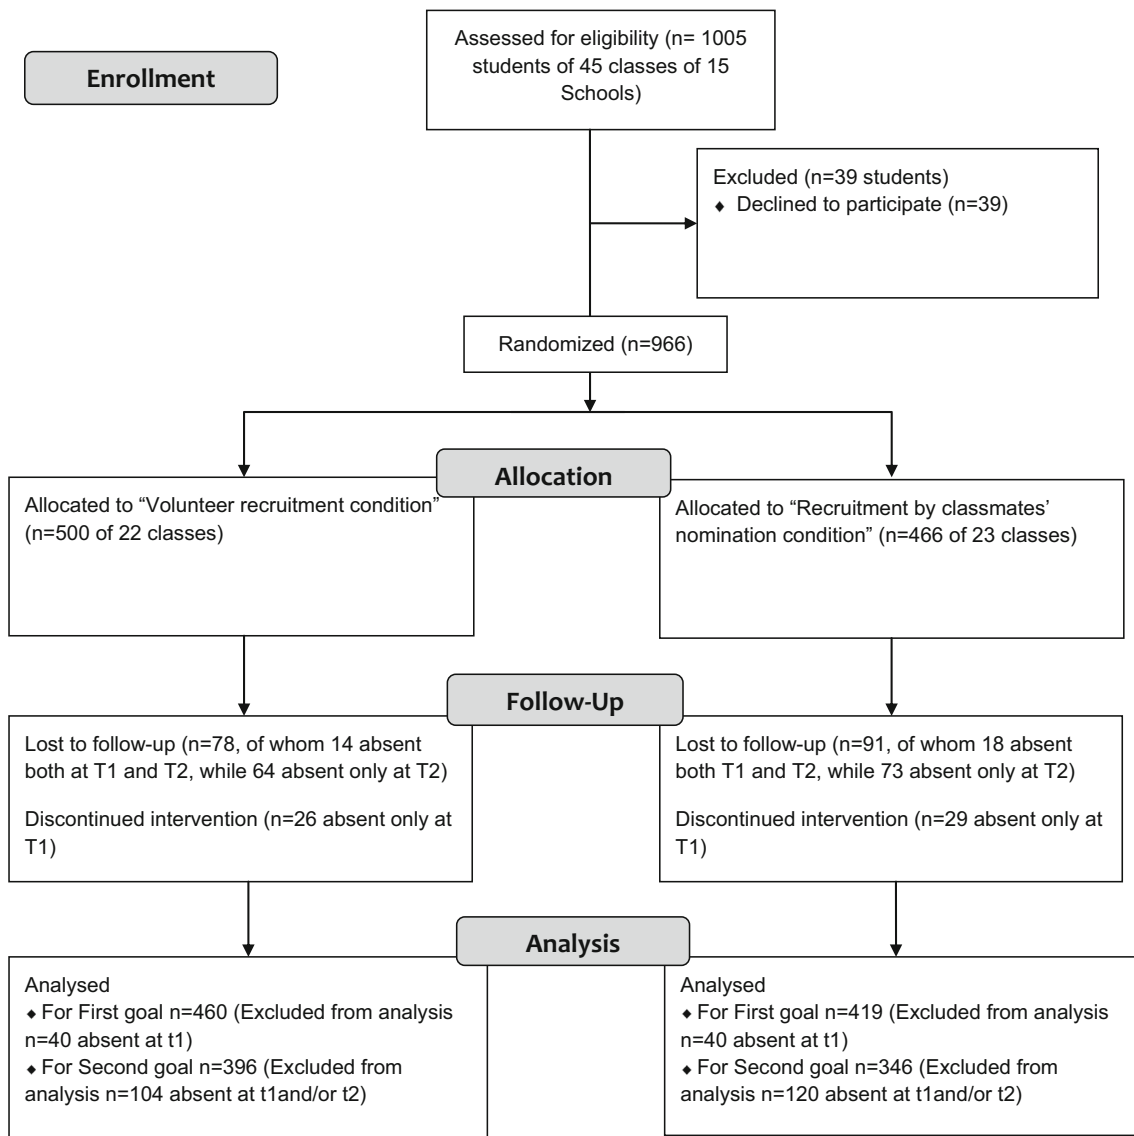 Enrollment
Assessed for eligibility (n= 1005
students of 45 classes of 15
Schools)
Excluded (n=39 students)
⬧ Declined to participate (n=39)
Randomized (n=966)
Allocation
Allocated to “Volunteer recruitment condition”
(n=500 of 22 classes)
Allocated to “Recruitment by classmates’
nomination condition” (n=466 of 23 classes)
Follow-Up
Lost to follow-up (n=78, of whom 14 absent
both at T1 and T2, while 64 absent only at T2)
Discontinued intervention (n=26 absent only at
T1)
Lost to follow-up (n=91, of whom 18 absent
both T1 and T2, while 73 absent only at T2)
Discontinued intervention (n=29 absent only at
T1)
Analysis
Analysed
⬧ For First goal n=460 (Excluded from analysis
n=40 absent at t1)
⬧ For Second goal n=396 (Excluded from
analysis n=104 absent at t1and/or t2)
Analysed
⬧ For First goal n=419 (Excluded from analysis
n=40 absent at t1)
⬧ For Second goal n=346 (Excluded from
analysis n=120 absent at t1and/or t2)